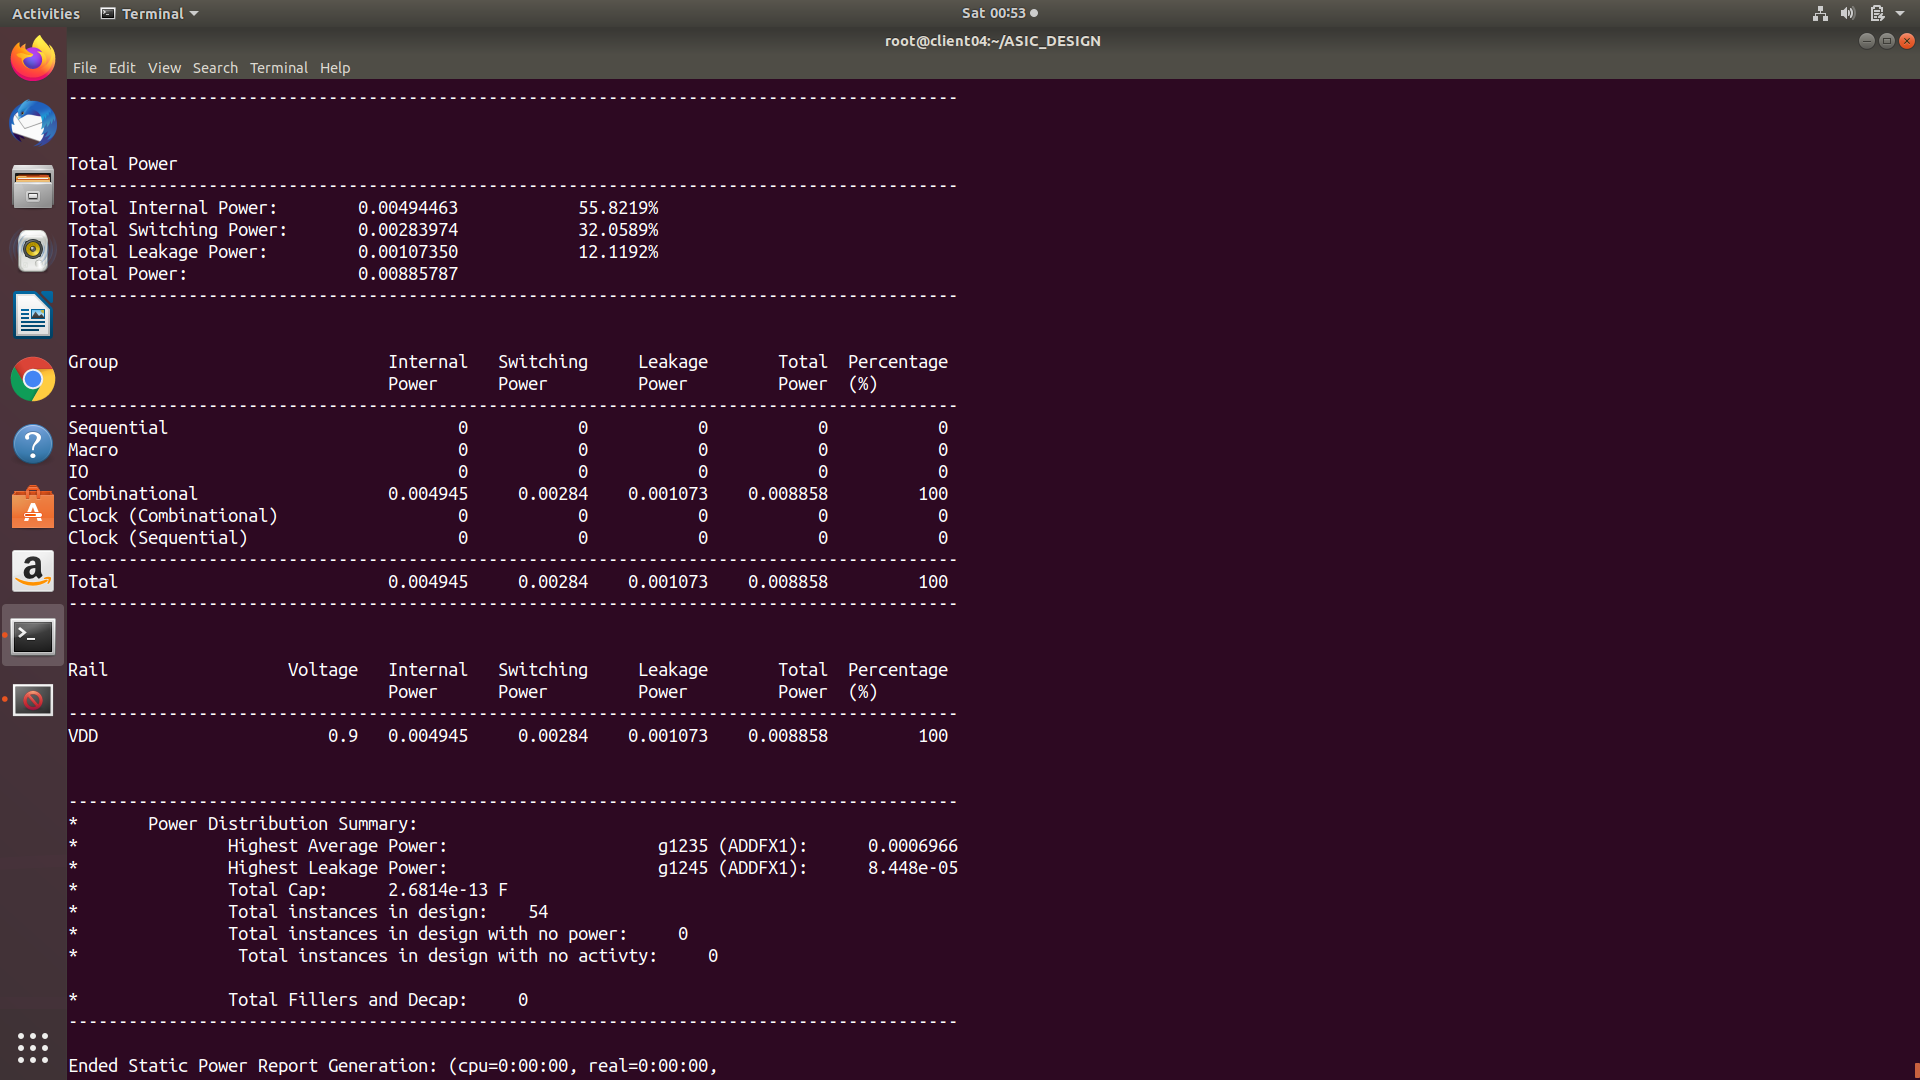 Activities Terminal Sat 00:53
root@client04:~/ASIC_DESIGN
File Edit View Search Terminal Help
-----------------------------------------------------------------------------------------
Total Power
-----------------------------------------------------------------------------------------
Total Internal Power: 0.00494463 55.8219%
Total Switching Power: 0.00283974 32.0589%
Total Leakage Power: 0.00107350 12.1192%
Total Power: 0.00885787
-----------------------------------------------------------------------------------------
Group Internal Switching Leakage Total Percentage
Power Power Power Power (%)
-----------------------------------------------------------------------------------------
Sequential 0 0 0 0 0
Macro 0 0 0 0 0
IO 0 0 0 0 0
Combinational 0.004945 0.00284 0.001073 0.008858 100
Clock (Combinational) 0 0 0 0 0
Clock (Sequential) 0 0 0 0 0
-----------------------------------------------------------------------------------------
Total 0.004945 0.00284 0.001073 0.008858 100
-----------------------------------------------------------------------------------------
Rail Voltage Internal Switching Leakage Total Percentage
Power Power Power Power (%)
-----------------------------------------------------------------------------------------
VDD 0.9 0.004945 0.00284 0.001073 0.008858 100
-----------------------------------------------------------------------------------------
* Power Distribution Summary:
* Highest Average Power: g1235 (ADDFX1): 0.0006966
* Highest Leakage Power: g1245 (ADDFX1): 8.448e-05
* Total Cap: 2.6814e-13 F
* Total instances in design: 54
* Total instances in design with no power: 0
* Total instances in design with no activty: 0
* Total Fillers and Decap: 0
-----------------------------------------------------------------------------------------
Ended Static Power Report Generation: (cpu=0:00:00, real=0:00:00,